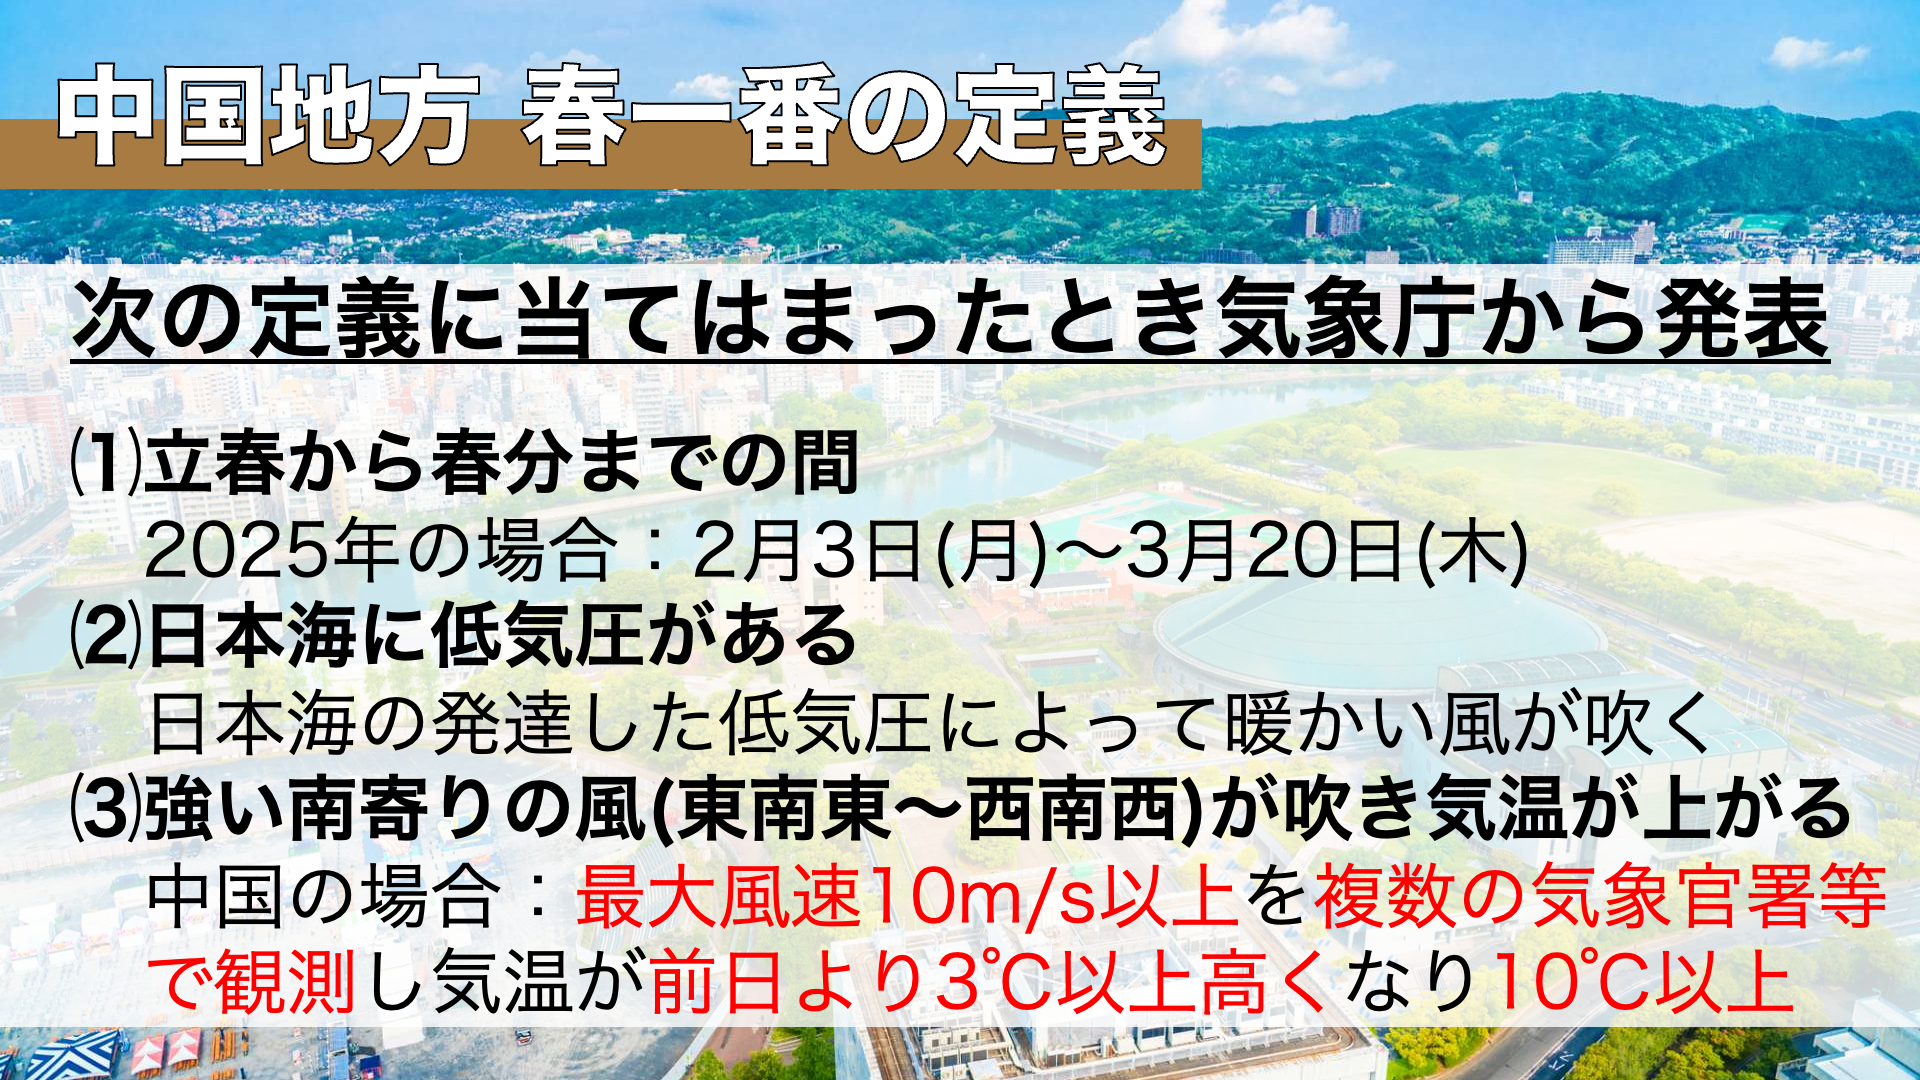 中国地方 春一番の定義
次の定義に当てはまったとき気象庁から発表
⑴立春から春分までの間
2025年の場合：2月3日(月)～3月20日(木)
⑵日本海に低気圧がある
日本海の発達した低気圧によって暖かい風が吹く
⑶強い南寄りの風(東南東～西南西)が吹き気温が上がる
中国の場合：最大風速10m/s以上を複数の気象官署等
で観測し気温が前日より3℃以上高くなり10℃以上